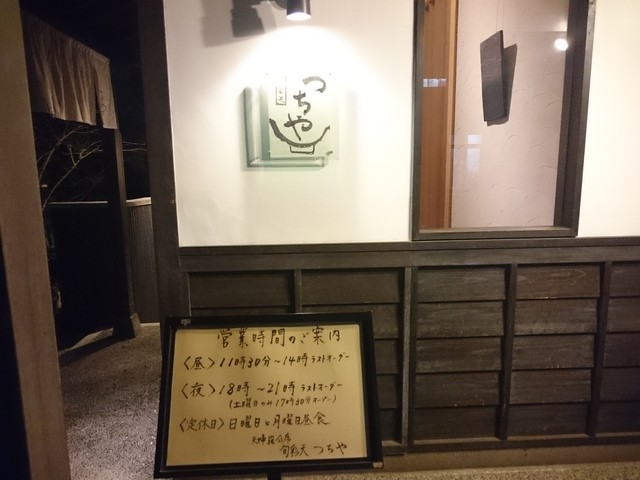 つちや
営業時間のご案内
〈昼〉11時30分〜14時ラストオーダー
〈夜〉18時〜21時ラストオーダー
(土曜日のみ17時30分オープン)
〈定休日〉日曜日と月曜日昼食
旬彩天 つちや